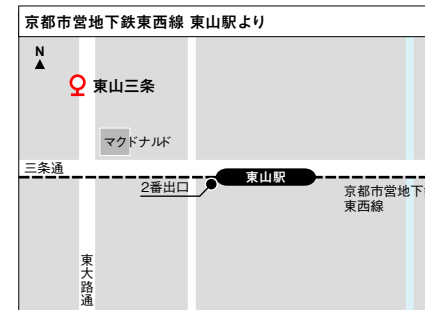 京都市営地下鉄東西線 東山駅より
N
東山三条
マクドナルド
三条通
東山駅
2番出口
京都市営地下
東西線
東大路通